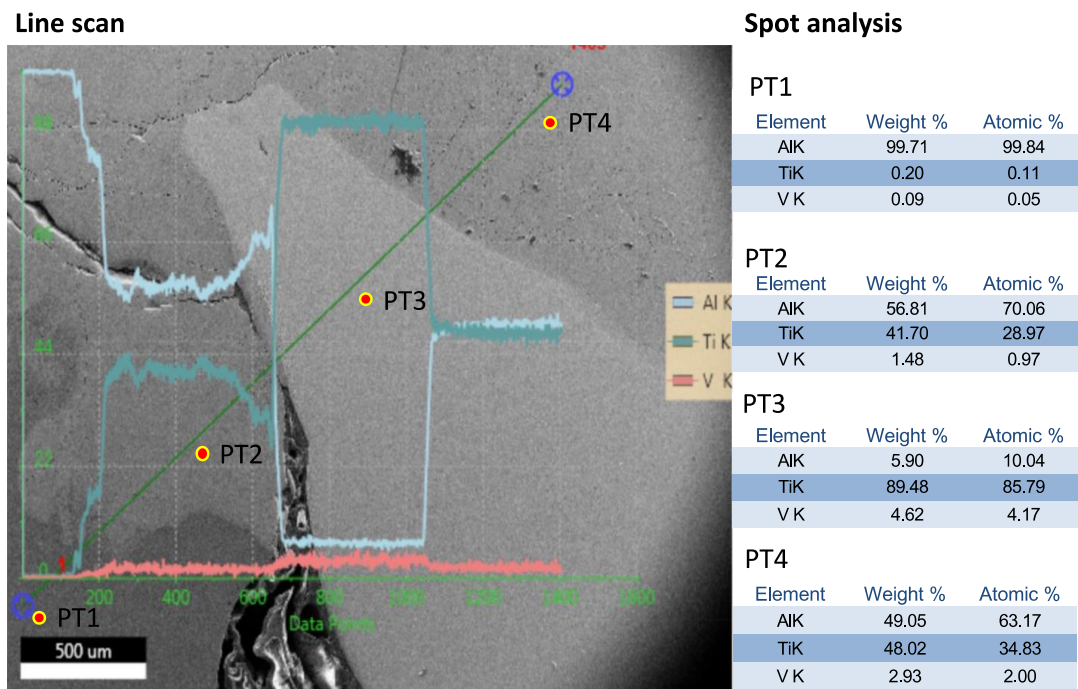 Line scan
Spot analysis
88
66
44
22
0
1
200
400
600
800
1000
1200
1400
1600
Data Points
PT1
PT2
PT3
PT4
Al K
Ti K
V K
500 um
PT1
Element Weight % Atomic %
AlK 99.71 99.84
TiK 0.20 0.11
V K 0.09 0.05
PT2
Element Weight % Atomic %
AlK 56.81 70.06
TiK 41.70 28.97
V K 1.48 0.97
PT3
Element Weight % Atomic %
AlK 5.90 10.04
TiK 89.48 85.79
V K 4.62 4.17
PT4
Element Weight % Atomic %
AlK 49.05 63.17
TiK 48.02 34.83
V K 2.93 2.00